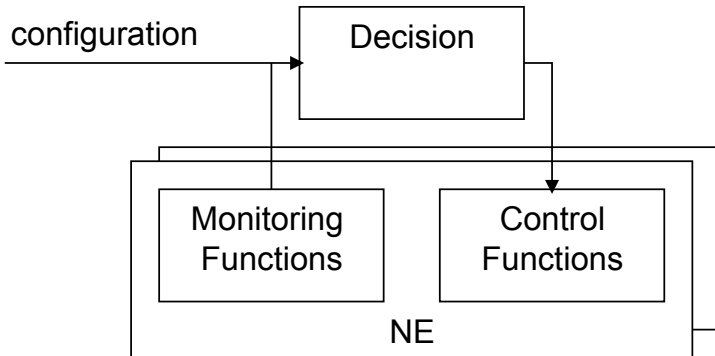 configuration
Decision
Monitoring
Functions
Control
Functions
NE